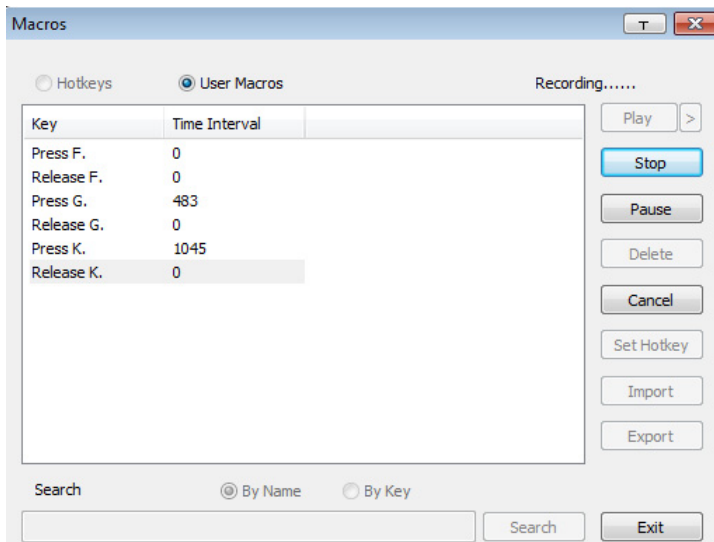 Macros T
Hotkeys User Macros Recording......
Key Time Interval
Play >
Press F. 0
Release F. 0
Stop
Press G. 483
Release G. 0
Pause
Press K. 1045
Delete
Release K. 0
Cancel
Set Hotkey
Import
Export
Search By Name By Key
Search Exit